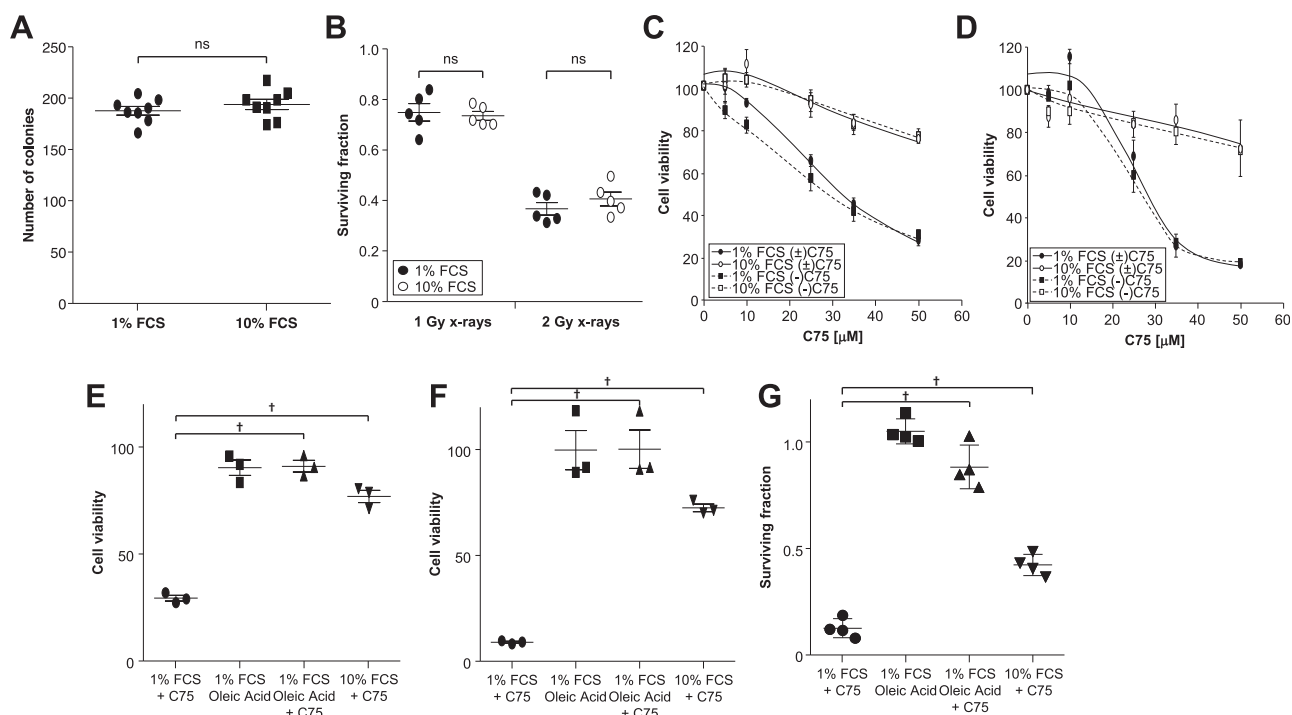 A
Number of colonies
250
200
150
100
50
0
ns
1% FCS
10% FCS
B
Surviving fraction
1.0
0.8
0.6
0.4
0.2
0
ns
ns
1% FCS
10% FCS
1 Gy x-rays
2 Gy x-rays
C
Cell viability
120
100
80
60
40
20
0
1% FCS (±)C75
10% FCS (±)C75
1% FCS (-)C75
10% FCS (-)C75
0 10 20 30 40 50 60
C75 [µM]
D
Cell viability
120
100
80
60
40
20
0
1% FCS (±)C75
10% FCS (±)C75
1% FCS (-)C75
10% FCS (-)C75
0 10 20 30 40 50 60
C75 [µM]
E
Cell viability
100
50
0
†
†
1% FCS
+ C75
1% FCS
Oleic Acid
1% FCS
Oleic Acid
+ C75
10% FCS
+ C75
F
Cell viability
100
50
0
†
†
1% FCS
+ C75
1% FCS
Oleic Acid
1% FCS
Oleic Acid
+ C75
10% FCS
+ C75
G
Surviving fraction
1.0
0.5
0
†
†
1% FCS
+ C75
1% FCS
Oleic Acid
1% FCS
Oleic Acid
+ C75
10% FCS
+ C75